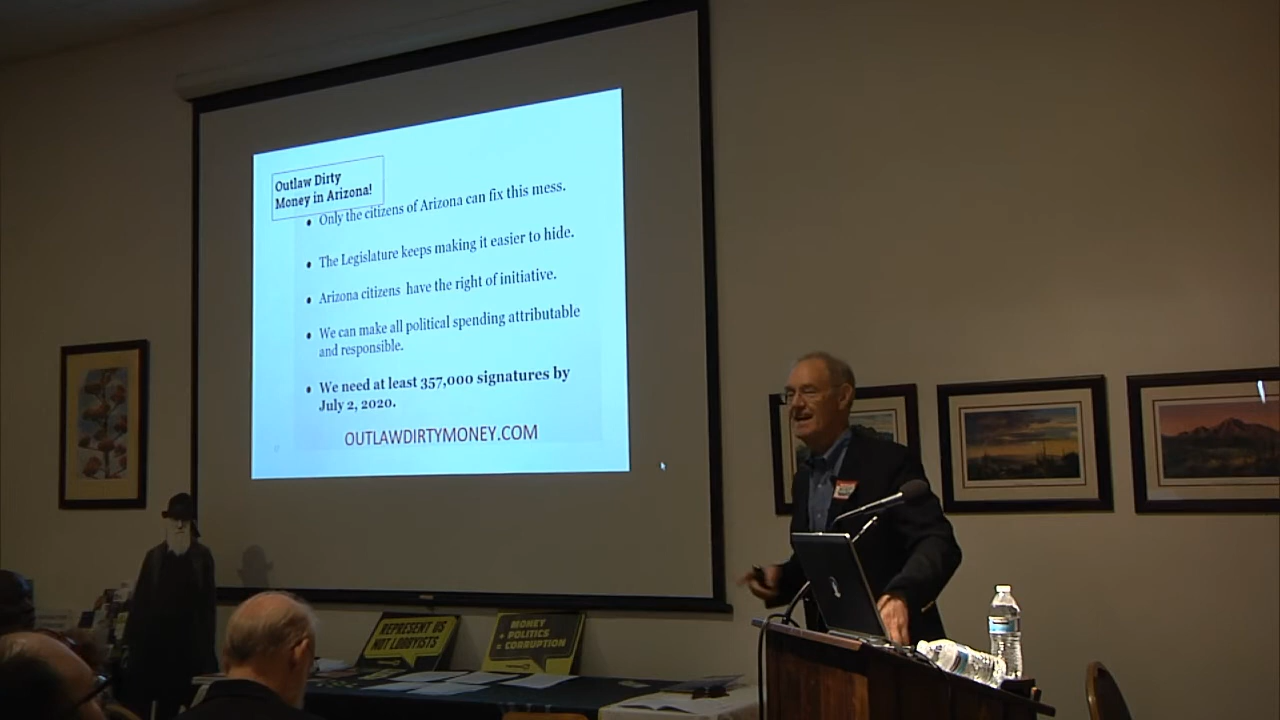 Outlaw Dirty
Money in Arizona!
• Only the citizens of Arizona can fix this mess.
• The Legislature keeps making it easier to hide.
• Arizona citizens have the right of initiative.
• We can make all political spending attributable
and responsible.
• We need at least 357,000 signatures by
July 2, 2020.
OUTLAWDIRTYMONEY.COM
REPRESENT US
NOT LOBBYISTS
MONEY
+ POLITICS
= CORRUPTION